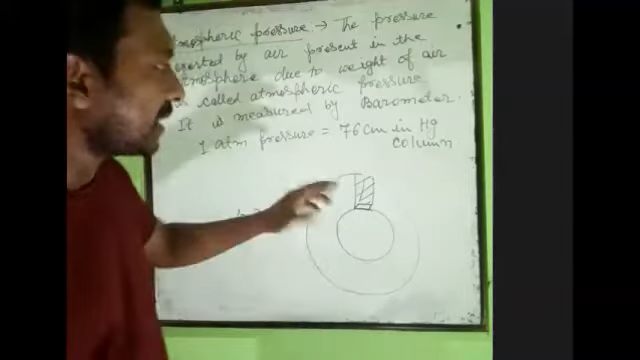 mospheric pressure → The pressure
exerted by air present in the
atmosphere due to weight of air
is called atmospheric pressure
It is measured by Barometer.
1 atm pressure = 76 cm in Hg
column